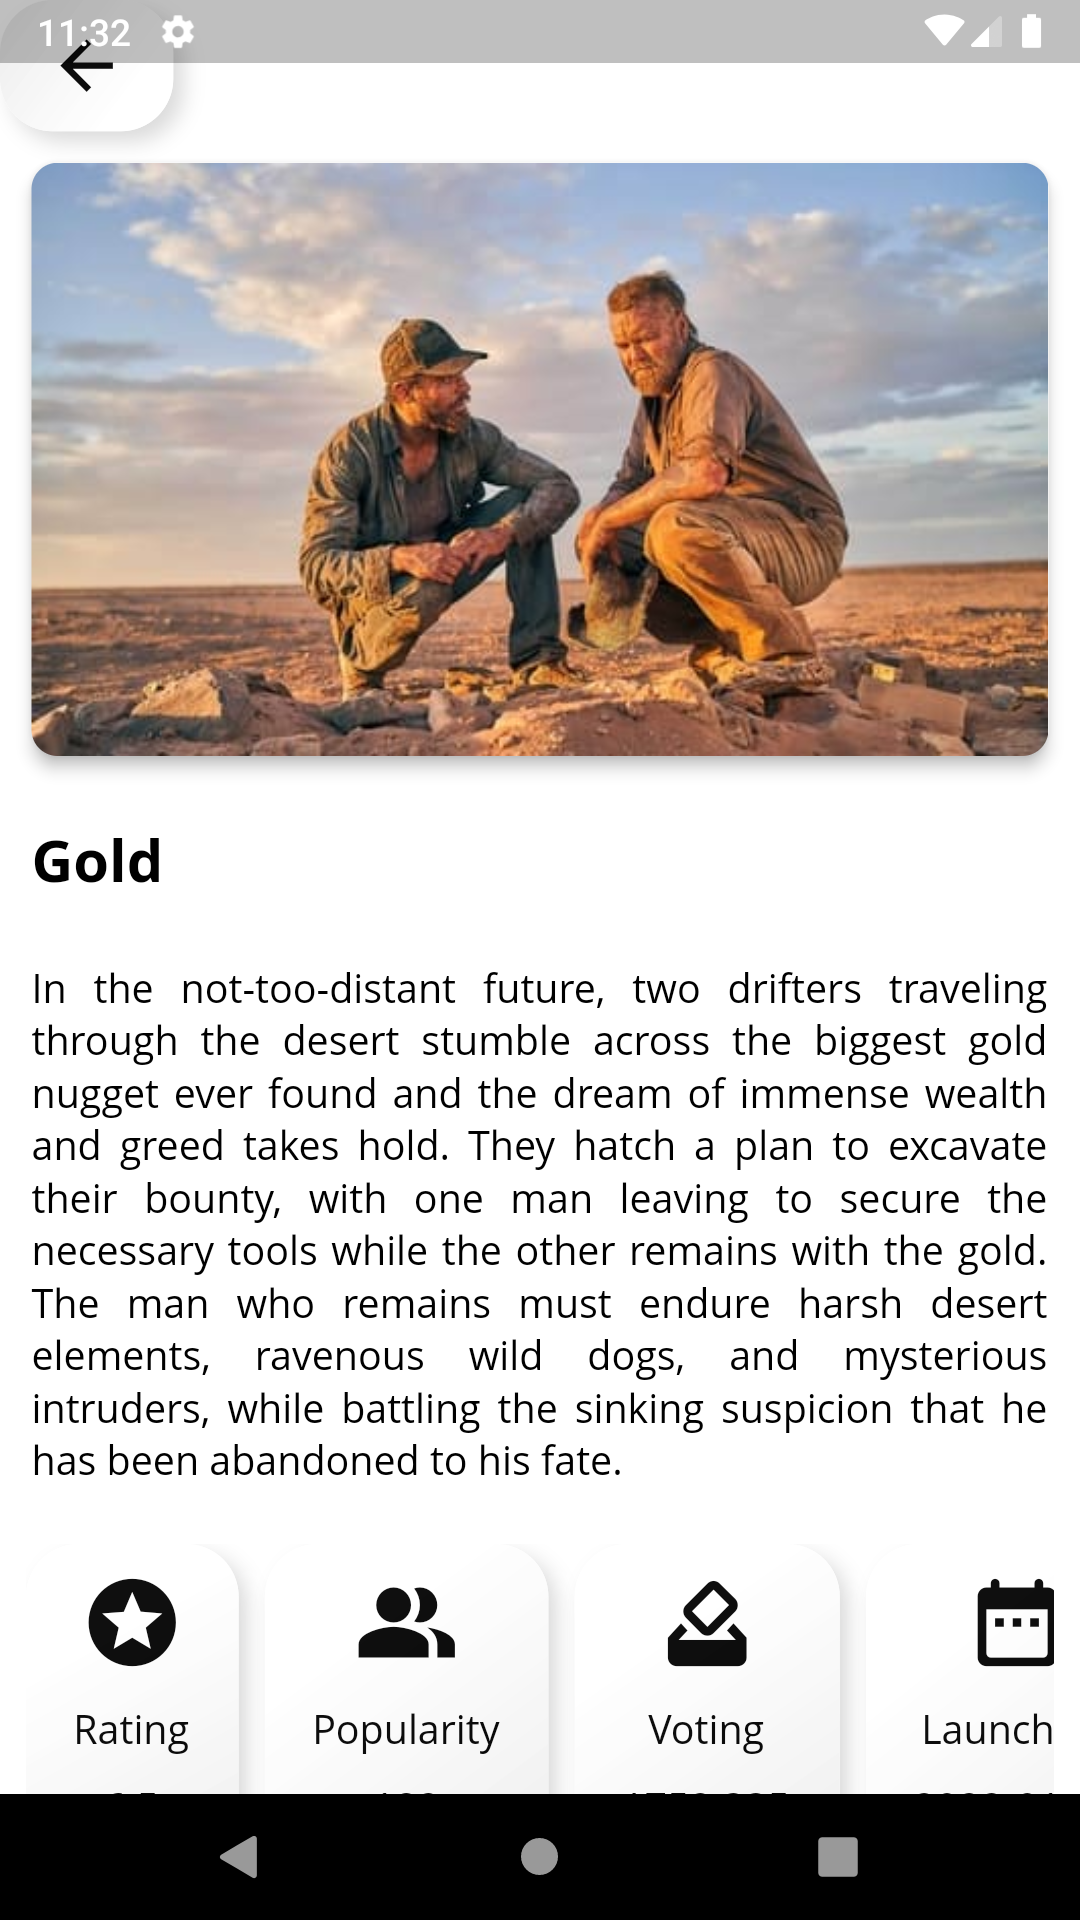 11:32
Gold
In the not-too-distant future, two drifters traveling
through the desert stumble across the biggest gold
nugget ever found and the dream of immense wealth
and greed takes hold. They hatch a plan to excavate
their bounty, with one man leaving to secure the
necessary tools while the other remains with the gold.
The man who remains must endure harsh desert
elements, ravenous wild dogs, and mysterious
intruders, while battling the sinking suspicion that he
has been abandoned to his fate.
Rating Popularity Voting Launch